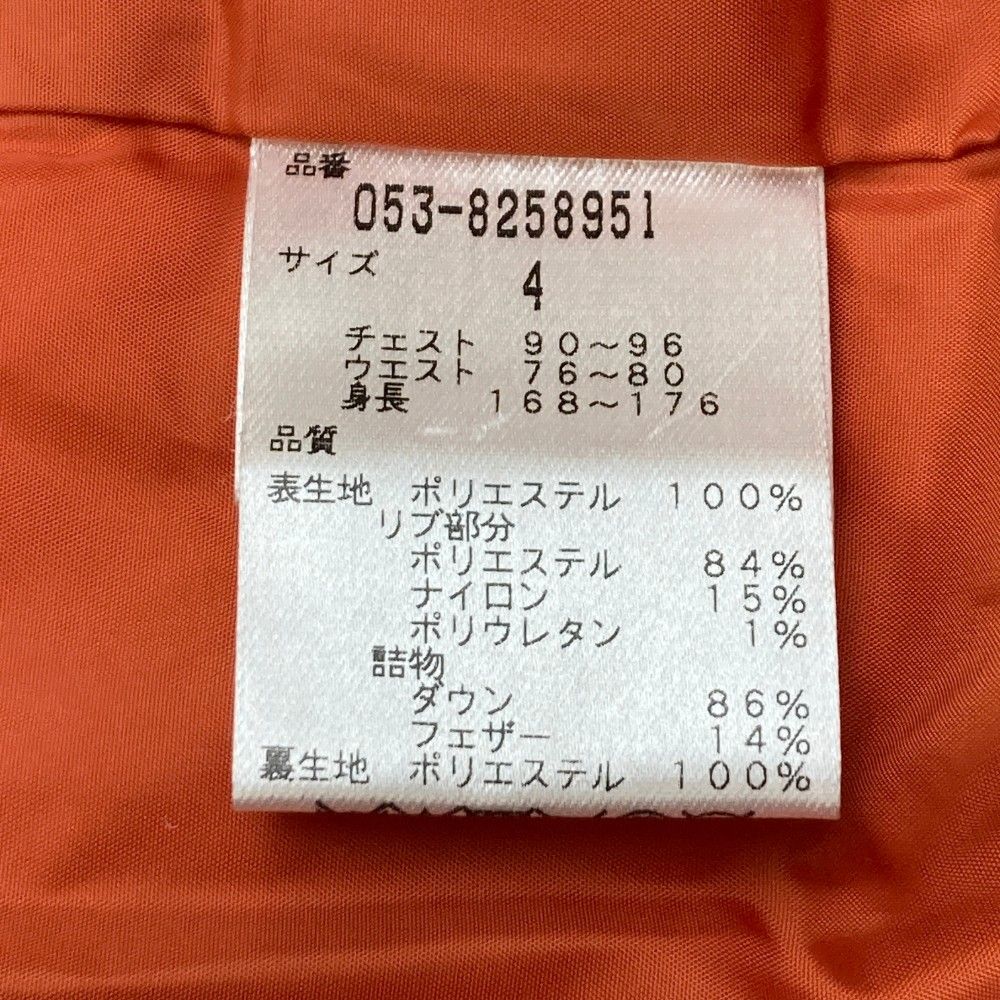 品番
053-8258951
サイズ
4
チェスト 90〜96
ウエスト 76〜80
身長 168〜176
品質
表生地 ポリエステル 100%
リブ部分
ポリエステル 84%
ナイロン 15%
ポリウレタン 1%
詰物
ダウン 86%
フェザー 14%
裏生地 ポリエステル 100%